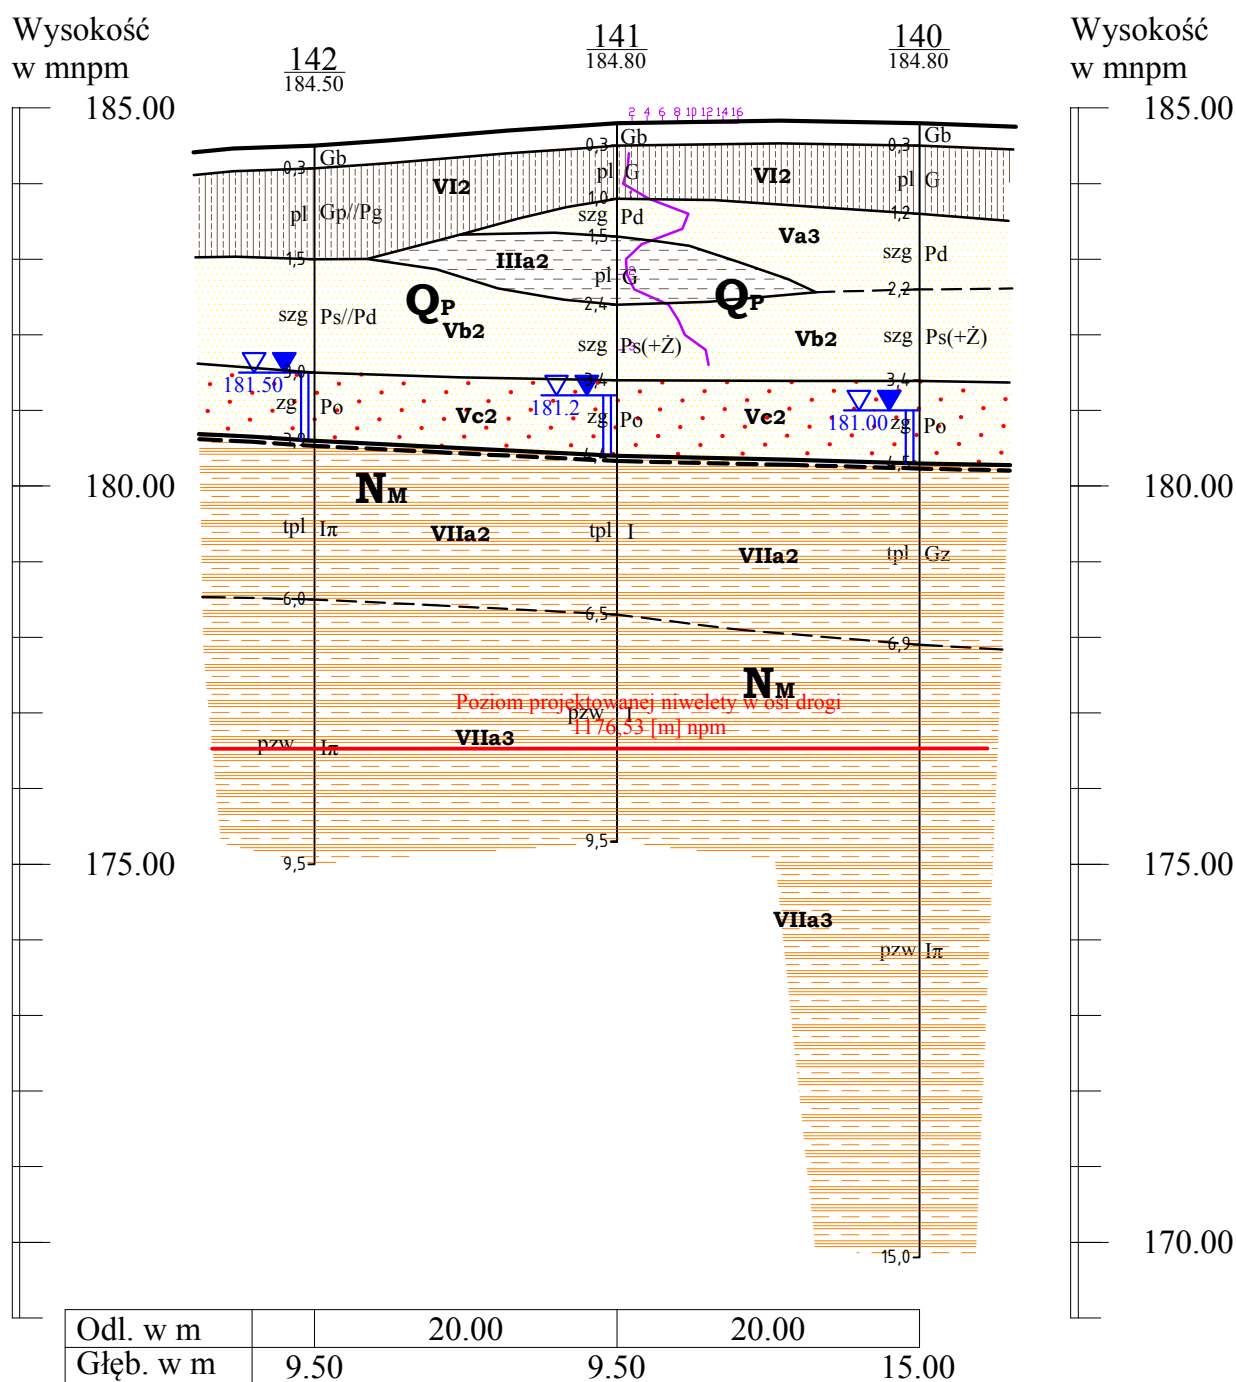 Wysokość
w mnpm
142
184.50
141
184.80
140
184.80
Wysokość
w mnpm
185.00
185.00
2 4 6 8 10 12 14 16
Gb
Gb
Gb
0,3
0,3
0,3
VI2
pl G
VI2
pl G
1,0
1,2
pl Gp//Pg
szg Pd
Va3
1,5
1,5
IIIa2
szg Pd
pl G
2,2
2,4
QP
QP
szg Ps//Pd
Vb2
szg Ps(+Ż)
Vb2
szg Ps(+Ż)
3,0
3,4
3,4
181.50
181.2
181.00
zg Po
Vc2
zg Po
Vc2
zg Po
3,9
4,5
180.00
180.00
NM
tpl Iπ
VIIa2
tpl I
VIIa2
tpl Gz
6,0
6,5
6,9
NM
Poziom projektowanej niwelety w osi drogi
pzw I
1176,53 [m] npm
pzw Iπ
VIIa3
9,5
9,5
175.00
175.00
VIIa3
pzw Iπ
170.00
15,0
Odl. w m 20.00 20.00
Głęb. w m 9.50 9.50 15.00